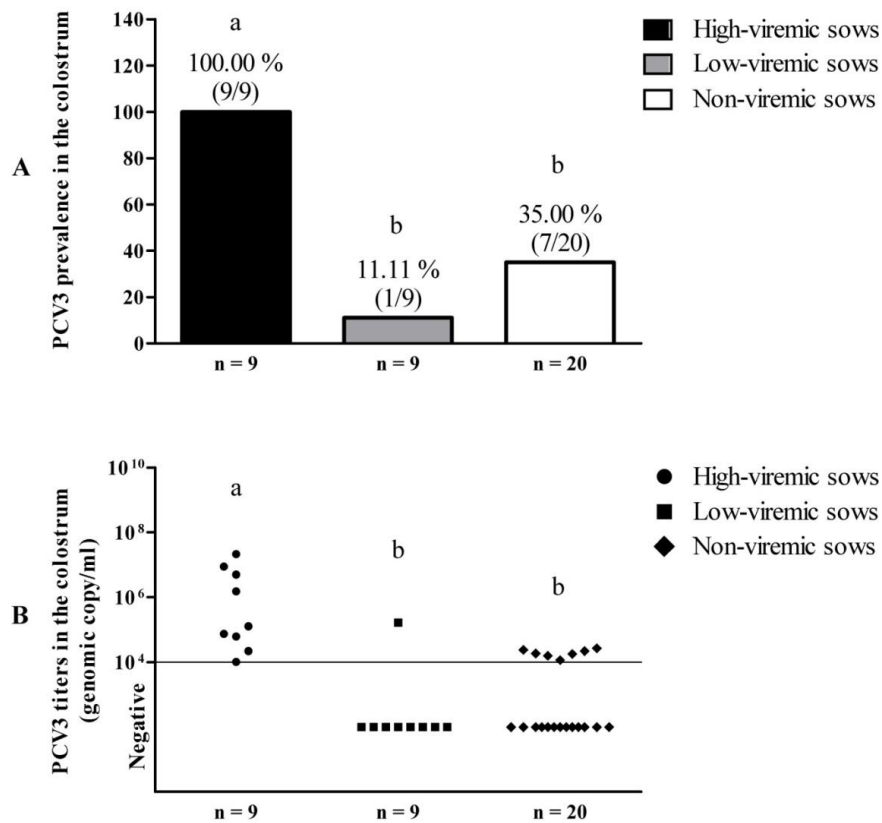 A
PCV3 prevalence in the colostrum
140
120
100
80
60
40
20
0
a
100.00 %
(9/9)
b
11.11 %
(1/9)
b
35.00 %
(7/20)
n = 9
n = 9
n = 20
High-viremic sows
Low-viremic sows
Non-viremic sows
B
PCV3 titers in the colostrum
(genomic copy/ml)
10^10
10^8
10^6
10^4
Negative
a
b
b
n = 9
n = 9
n = 20
High-viremic sows
Low-viremic sows
Non-viremic sows